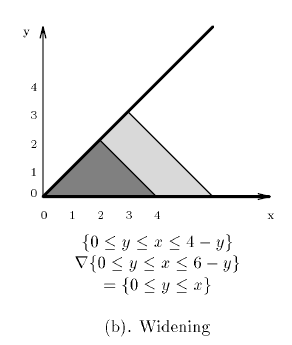 y
4
3
2
1
0
0 1 2 3 4 x
{0 ≤ y ≤ x ≤ 4 − y}
∇{0 ≤ y ≤ x ≤ 6 − y}
= {0 ≤ y ≤ x}
(b). Widening